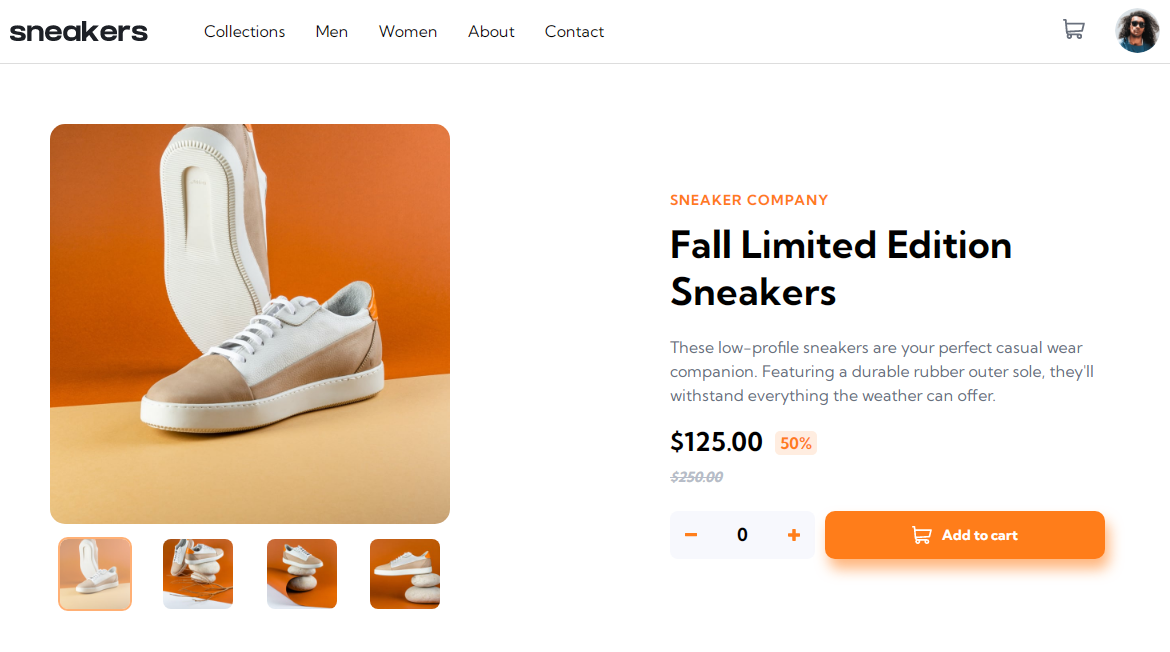 sneakers
Collections Men Women About Contact
SNEAKER COMPANY
Fall Limited Edition
Sneakers
These low-profile sneakers are your perfect casual wear
companion. Featuring a durable rubber outer sole, they'll
withstand everything the weather can offer.
$125.00 50%
$250.00
0 Add to cart